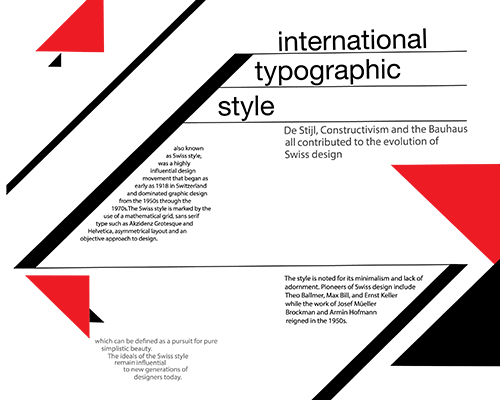 international
typographic
style
De Stijl, Constructivism and the Bauhaus
all contributed to the evolution of
Swiss design
also known
as Swiss style,
was a highly
influential design
movement that began as
early as 1918 in Switzerland
and dominated graphic design
from the 1950s through the
1970s.The Swiss style is marked by the
use of a mathematical grid, sans serif
type such as Akzidenz Grotesque and
Helvetica, asymmetrical layout and an
objective approach to design.
The style is noted for its minimalism and lack of
adornment. Pioneers of Swiss design include
Theo Ballmer, Max Bill, and Ernst Keller
while the work of Josef Müeller
Brockman and Armin Hofmann
reigned in the 1950s.
which can be defined as a pursuit for pure
simplistic beauty.
The ideals of the Swiss style
remain influential
to new generations of
designers today.